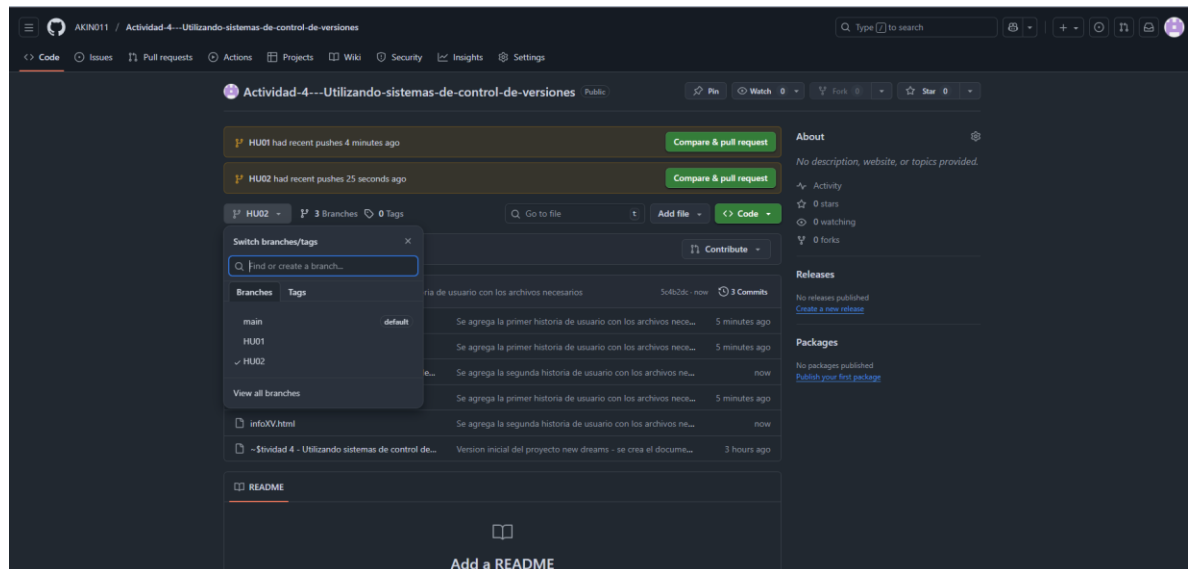 AKIN011 / Actividad-4---Utilizando-sistemas-de-control-de-versiones
Type / to search
Code Issues Pull requests Actions Projects Wiki Security Insights Settings
Actividad-4---Utilizando-sistemas-de-control-de-versiones Public
Pin Watch 0 Fork 0 Star 0
HU01 had recent pushes 4 minutes ago
Compare & pull request
HU02 had recent pushes 25 seconds ago
Compare & pull request
HU02 3 Branches 0 Tags
Go to file t Add file Code
Switch branches/tags
Find or create a branch...
Branches Tags
main default
HU01
HU02
View all branches
Contribute
ria de usuario con los archivos necesarios 5c4b2dc · now 3 Commits
Se agrega la primer historia de usuario con los archivos nece... 5 minutes ago
Se agrega la primer historia de usuario con los archivos nece... 5 minutes ago
e... Se agrega la segunda historia de usuario con los archivos ne... now
Se agrega la primer historia de usuario con los archivos nece... 5 minutes ago
infoXV.html Se agrega la segunda historia de usuario con los archivos ne... now
~$tividad 4 - Utilizando sistemas de control de... Version inicial del proyecto new dreams - se crea el docume... 3 hours ago
README
Add a README
About
No description, website, or topics provided.
Activity
0 stars
0 watching
0 forks
Releases
No releases published
Create a new release
Packages
No packages published
Publish your first package